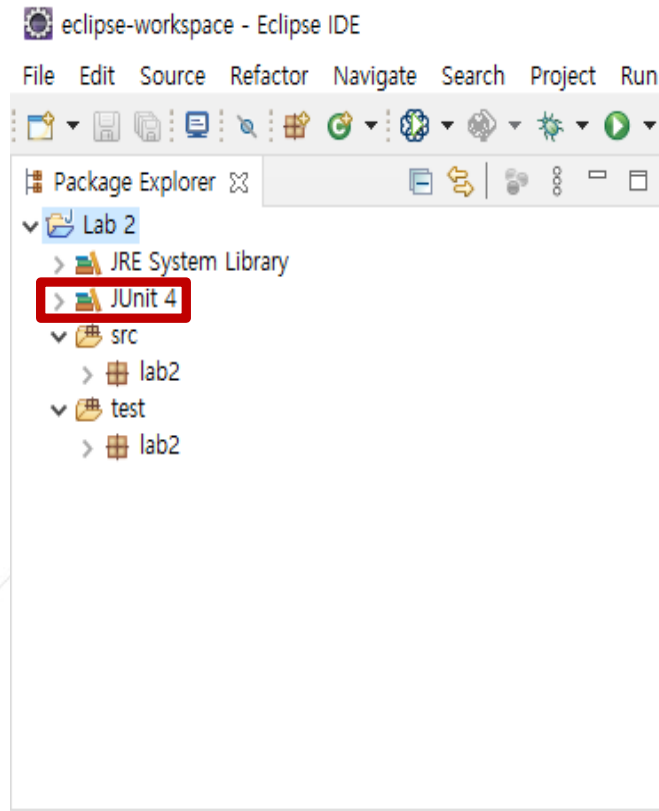 eclipse-workspace - Eclipse IDE
File Edit Source Refactor Navigate Search Project Run
Package Explorer
Lab 2
JRE System Library
JUnit 4
src
lab2
test
lab2